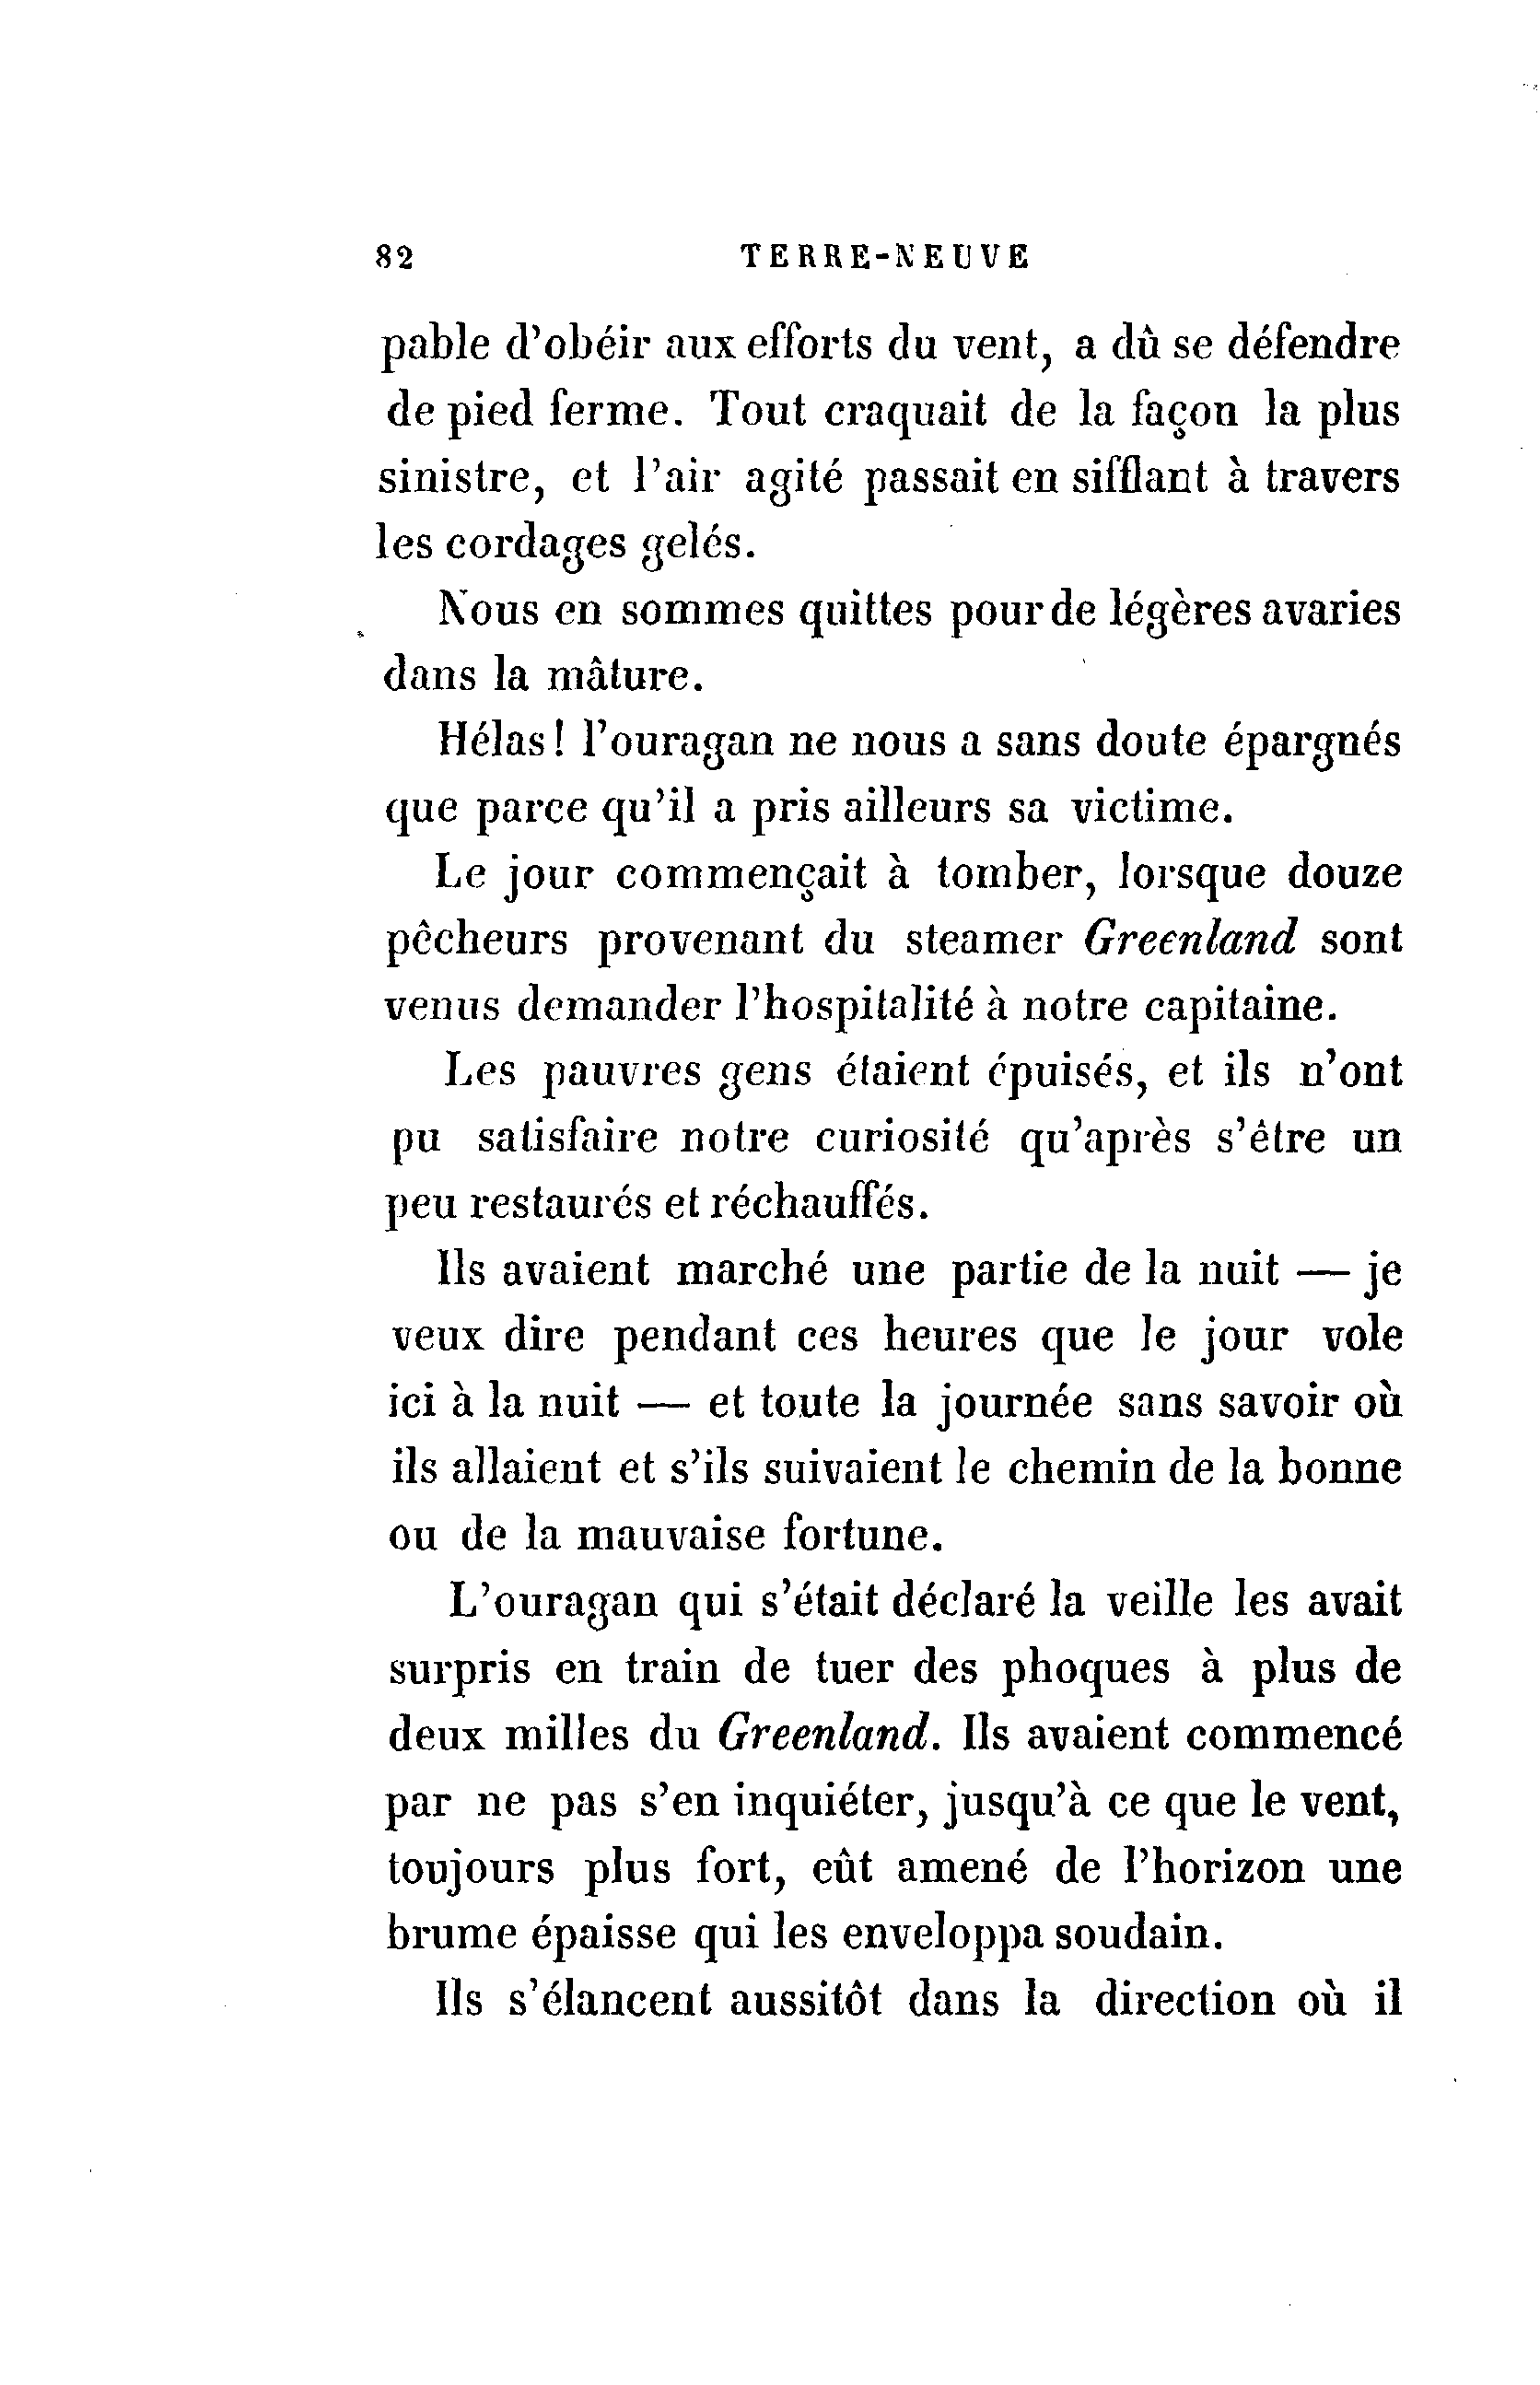 82 TERRE-NEUVE
pable d'obéir aux efforts du vent, a dû se défendre
de pied ferme. Tout craquait de la façon la plus
sinistre, et l'air agité passait en sifflant à travers
les cordages gelés.
Nous en sommes quittes pour de légères avaries
dans la mâture.
Hélas! l'ouragan ne nous a sans doute épargnés
que parce qu'il a pris ailleurs sa victime.
Le jour commençait à tomber, lorsque douze
pêcheurs provenant du steamer Greenland sont
venus demander l'hospitalité à notre capitaine.
Les pauvres gens étaient épuisés, et ils n'ont
pu satisfaire notre curiosité qu'après s'être un
peu restaurés et réchauffés.
Ils avaient marché une partie de la nuit — je
veux dire pendant ces heures que le jour vole
ici à la nuit — et toute la journée sans savoir où
ils allaient et s'ils suivaient le chemin de la bonne
ou de la mauvaise fortune.
L'ouragan qui s'était déclaré la veille les avait
surpris en train de tuer des phoques à plus de
deux milles du Greenland. Ils avaient commencé
par ne pas s'en inquiéter, jusqu'à ce que le vent,
toujours plus fort, eût amené de l'horizon une
brume épaisse qui les enveloppa soudain.
Ils s'élancent aussitôt dans la direction où il